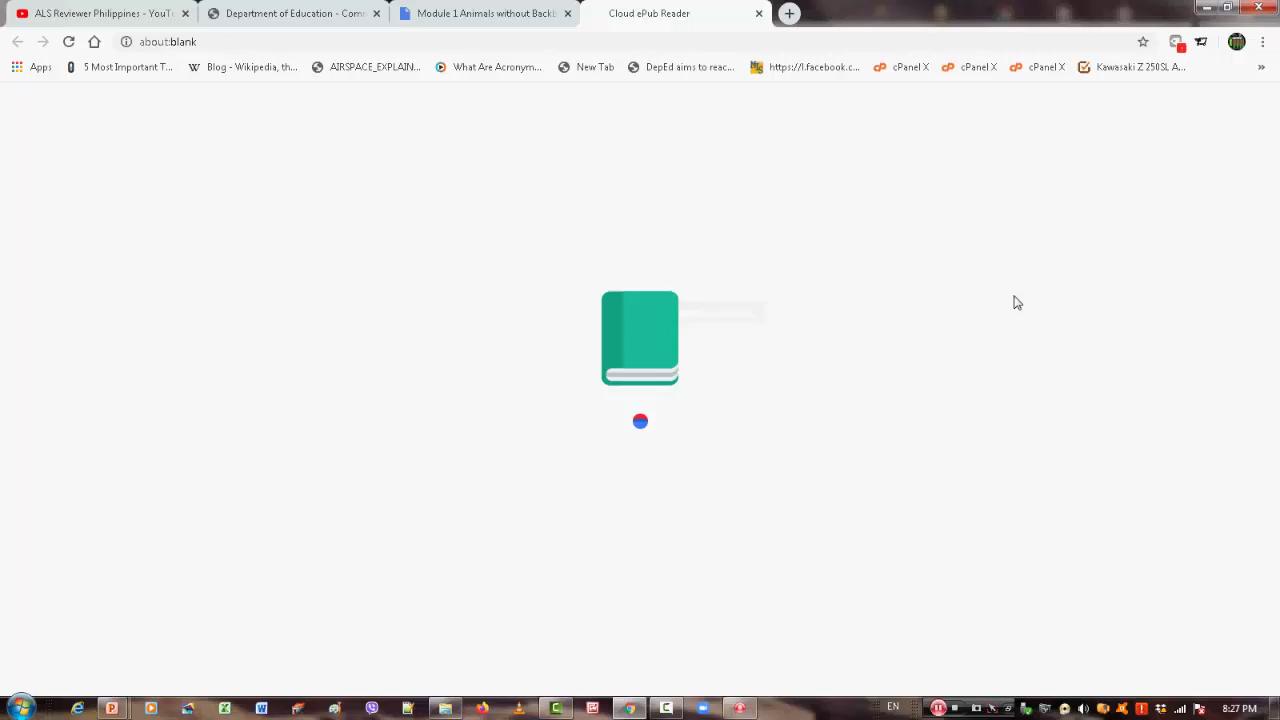 ALS Reviewer Philippines - YouTu
Department of Education - Com
Module 1 Animals without Backb
Cloud ePub Reader
about:blank
Apps
5 Most Important T...
Blog - Wikipedia, th...
AIRSPACE_EXPLAIN...
What Are Acronym...
New Tab
DepEd aims to reac...
https://l.facebook.c...
cPanel X
cPanel X
cPanel X
Kawasaki Z 250SL A...
»
EN
8:27 PM